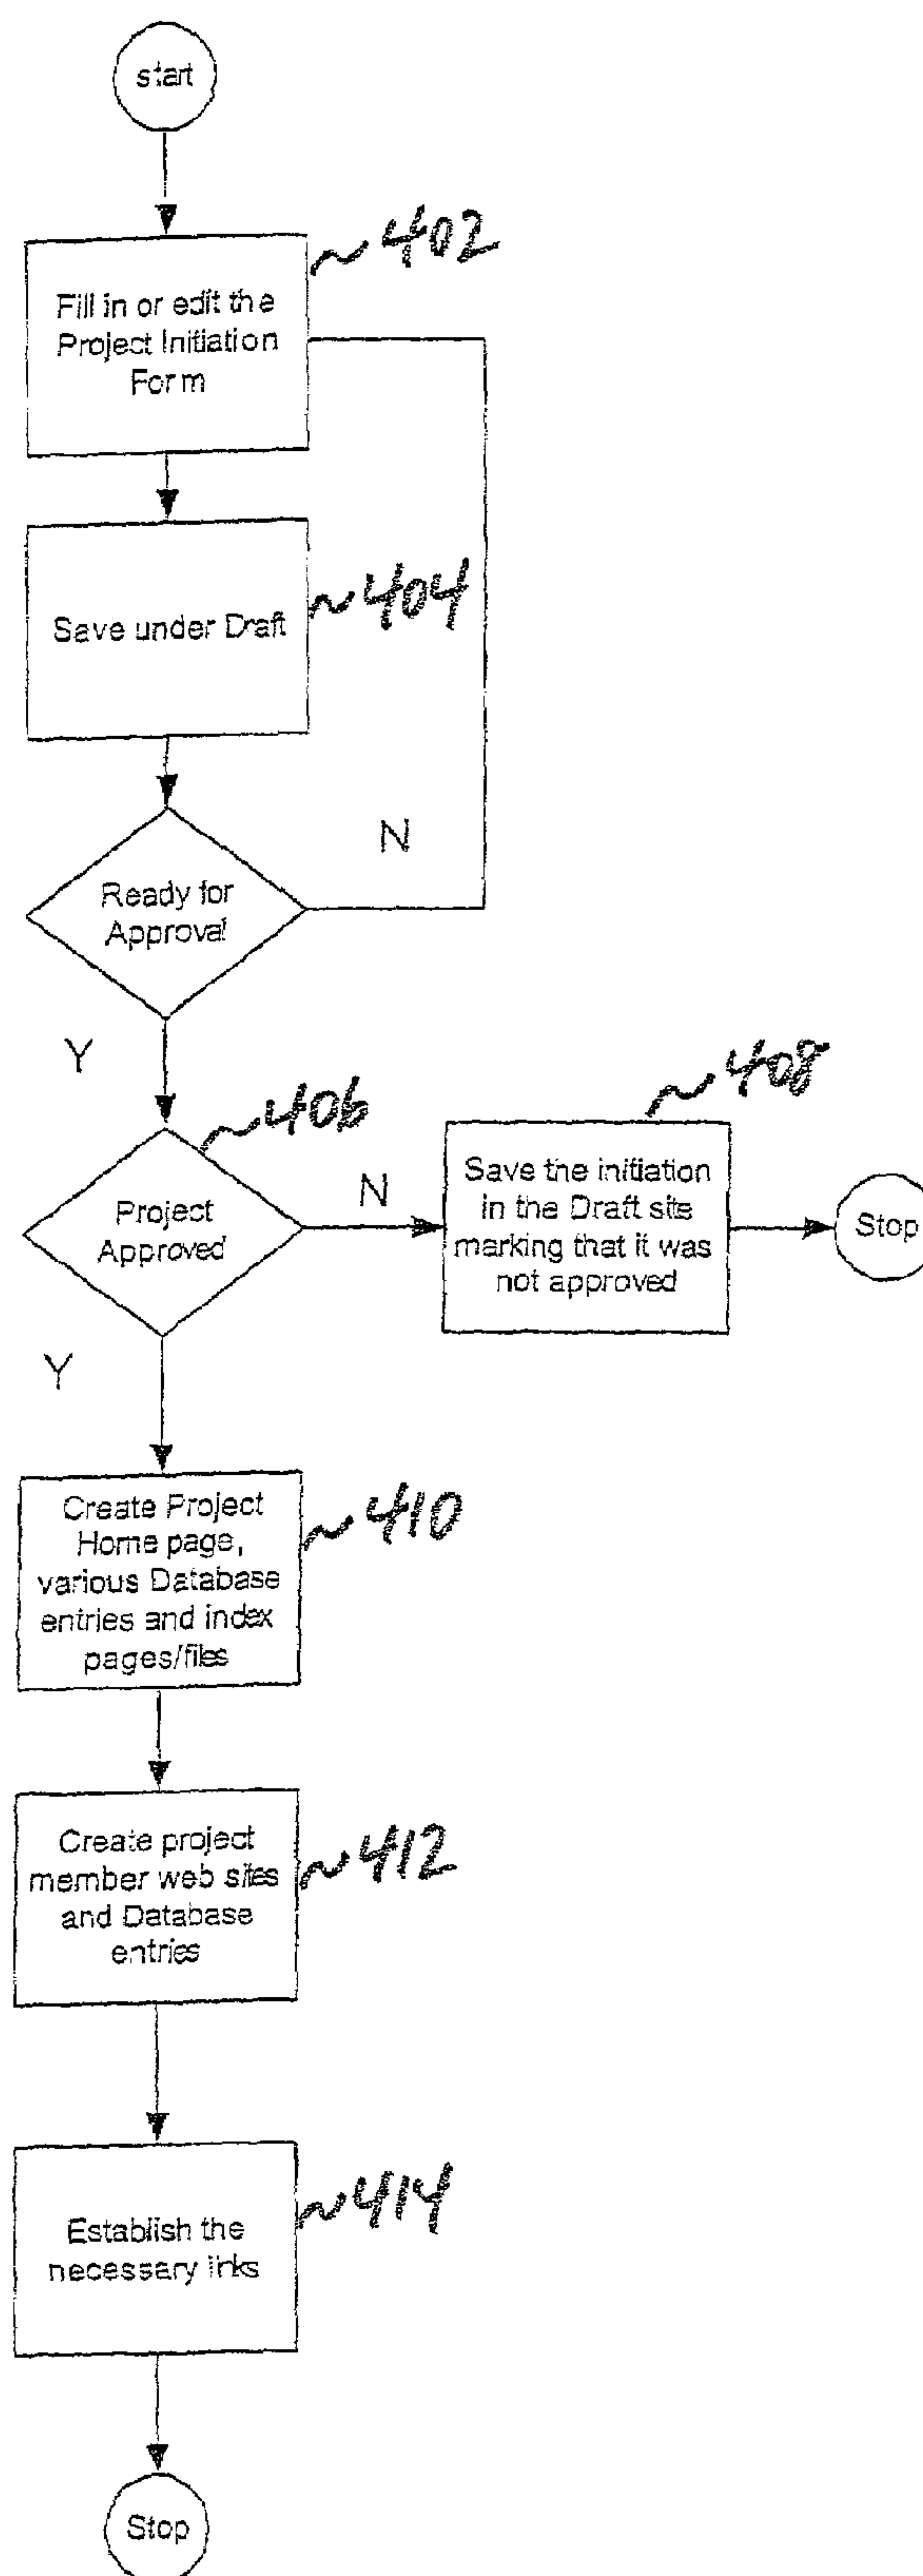 start
~402
Fill in or edit the
Project Initiation
Form
~404
Save under Draft
N
Ready for
Approval
Y
~406
~408
Project
Approved
N
Save the initiation
in the Draft site
marking that it was
not approved
Stop
Y
Create Project
Home page,
various Database
entries and index
pages/files
~410
Create project
member web sites
and Database
entries
~412
Establish the
necessary links
~414
Stop